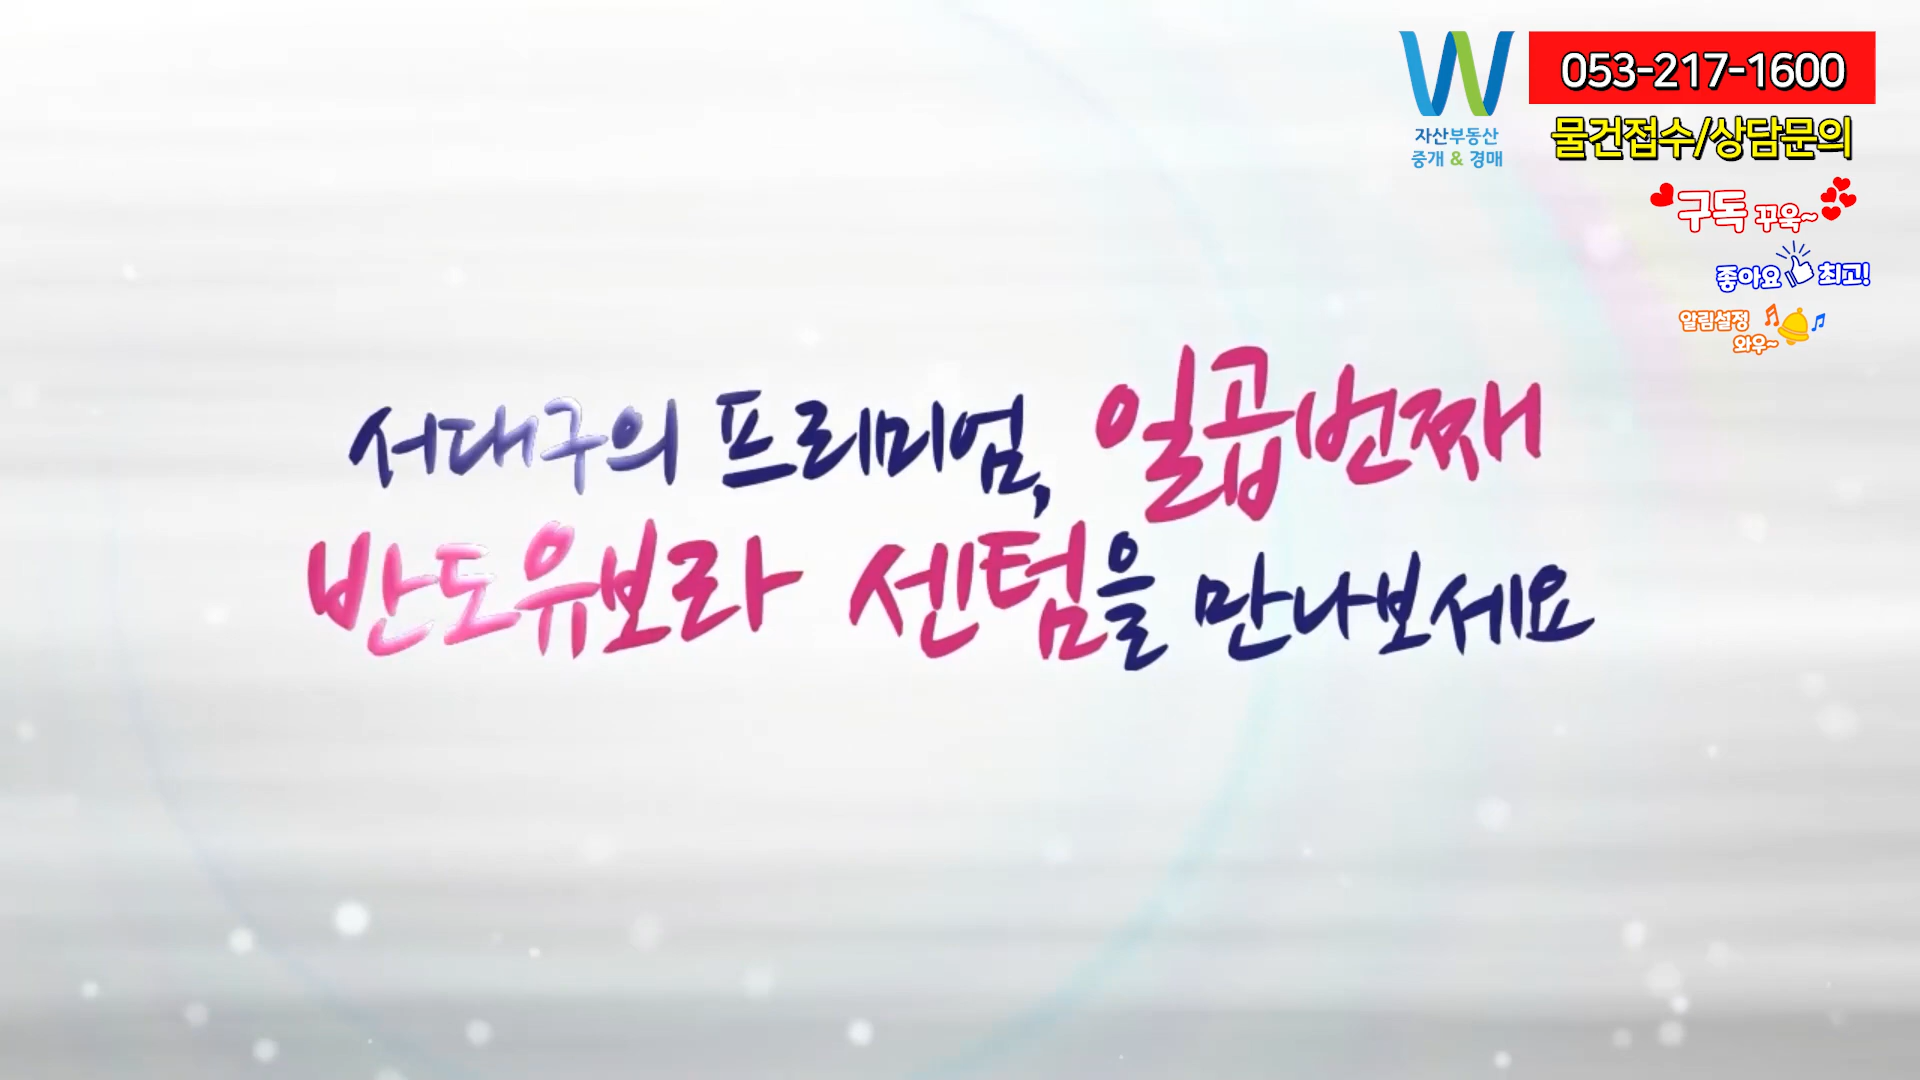 053-217-1600
자산부동산
중개 & 경매
물건접수/상담문의
구독 꾸욱~
좋아요 최고!
알림설정
와우~
서대구의 프리미엄, 일곱번째
반도유보라 센텀을 만나보세요